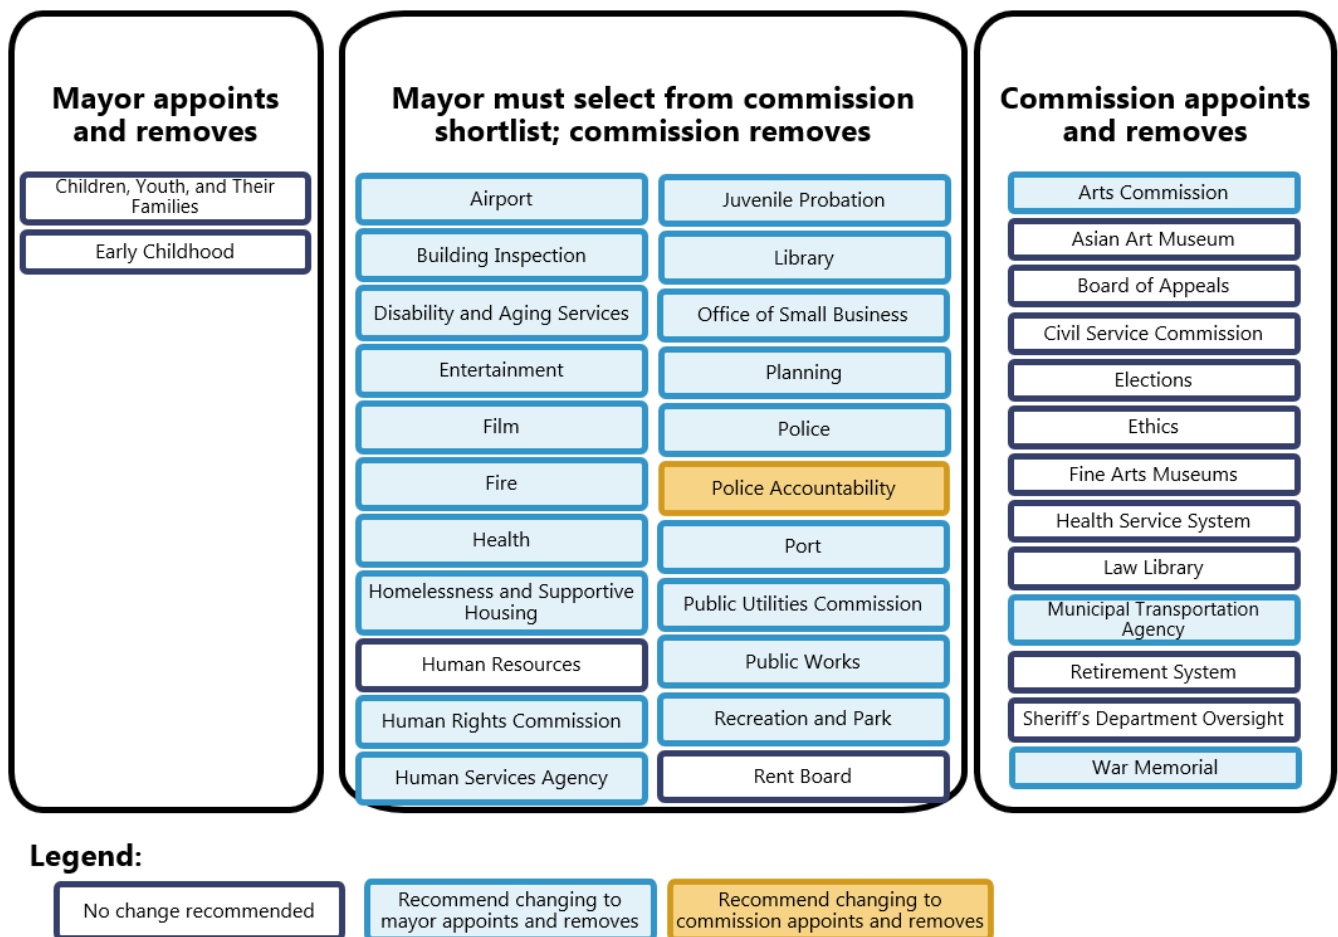 Mayor appoints
and removes
Children, Youth, and Their
Families
Early Childhood
Mayor must select from commission
shortlist; commission removes
Airport
Building Inspection
Disability and Aging Services
Entertainment
Film
Fire
Health
Homelessness and Supportive
Housing
Human Resources
Human Rights Commission
Human Services Agency
Juvenile Probation
Library
Office of Small Business
Planning
Police
Police Accountability
Port
Public Utilities Commission
Public Works
Recreation and Park
Rent Board
Commission appoints
and removes
Arts Commission
Asian Art Museum
Board of Appeals
Civil Service Commission
Elections
Ethics
Fine Arts Museums
Health Service System
Law Library
Municipal Transportation
Agency
Retirement System
Sheriff’s Department Oversight
War Memorial
Legend:
No change recommended
Recommend changing to
mayor appoints and removes
Recommend changing to
commission appoints and removes